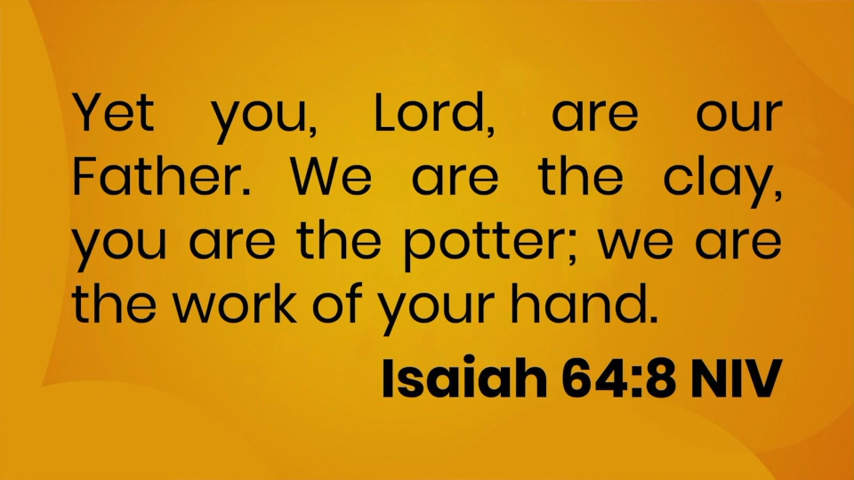 Yet you, Lord, are our
Father. We are the clay,
you are the potter; we are
the work of your hand.
Isaiah 64:8 NIV